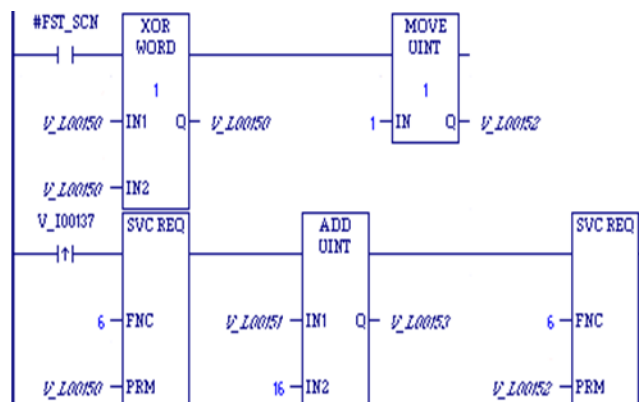 #FST_SCN XOR WORD MOVE UINT
1 1
V_L00150 IN1 Q V_L00150 1 IN Q V_L00152
V_L00150 IN2
V_I00137 SVC REQ ADD UINT SVC REQ
6 FNC V_L00151 IN1 Q V_L00153 6 FNC
V_L00150 PRM 16 IN2 V_L00152 PRM